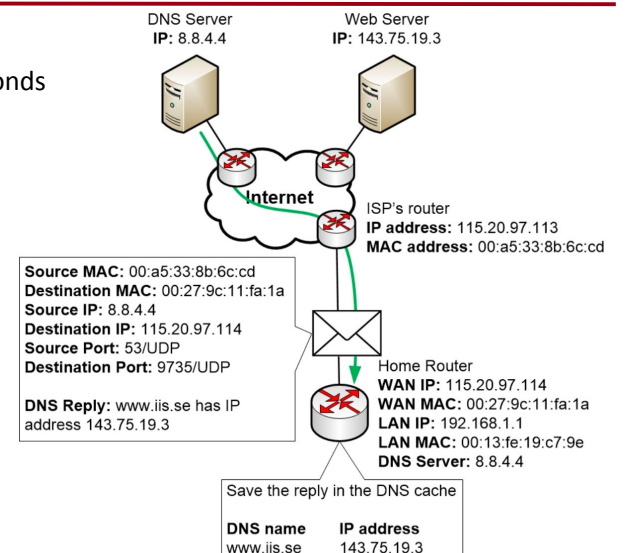 DNS Server
IP: 8.8.4.4
Web Server
IP: 143.75.19.3
Internet
ISP's router
IP address: 115.20.97.113
MAC address: 00:a5:33:8b:6c:cd
Source MAC: 00:a5:33:8b:6c:cd
Destination MAC: 00:27:9c:11:fa:1a
Source IP: 8.8.4.4
Destination IP: 115.20.97.114
Source Port: 53/UDP
Destination Port: 9735/UDP
DNS Reply: www.iis.se has IP
address 143.75.19.3
Home Router
WAN IP: 115.20.97.114
WAN MAC: 00:27:9c:11:fa:1a
LAN IP: 192.168.1.1
LAN MAC: 00:13:fe:19:c7:9e
DNS Server: 8.8.4.4
Save the reply in the DNS cache
DNS name IP address
www.iis.se 143.75.19.3